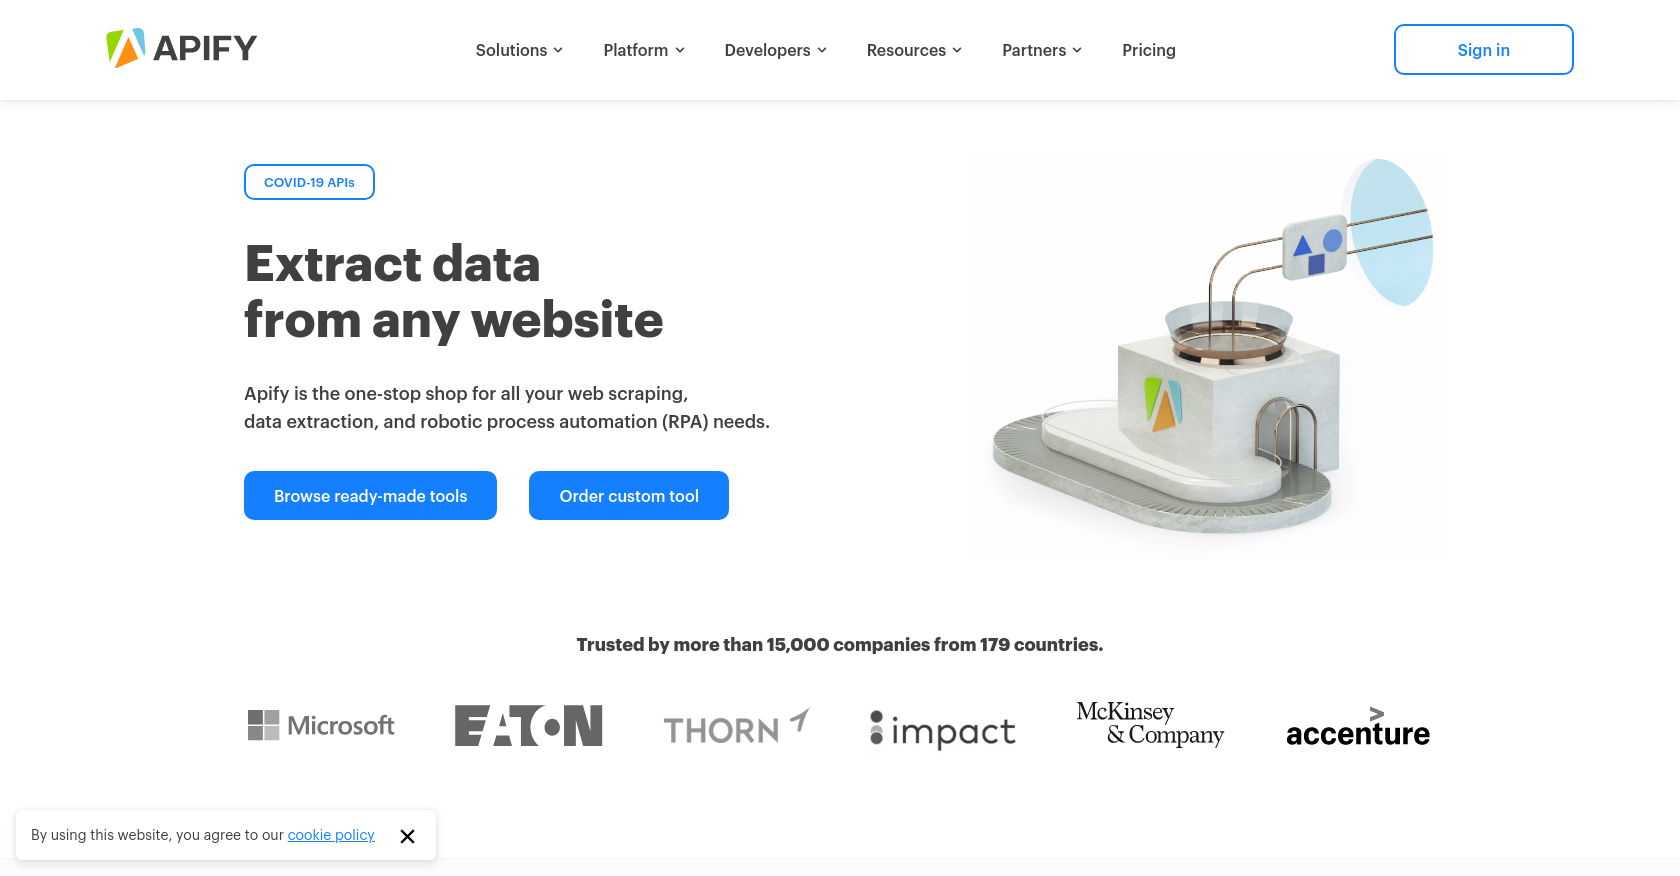 APIFY
Solutions
Platform
Developers
Resources
Partners
Pricing
Sign in
COVID-19 APIs
Extract data
from any website
Apify is the one-stop shop for all your web scraping,
data extraction, and robotic process automation (RPA) needs.
Browse ready-made tools
Order custom tool
Trusted by more than 15,000 companies from 179 countries.
Microsoft
EATON
THORN
impact
McKinsey
& Company
accenture
By using this website, you agree to our cookie policy